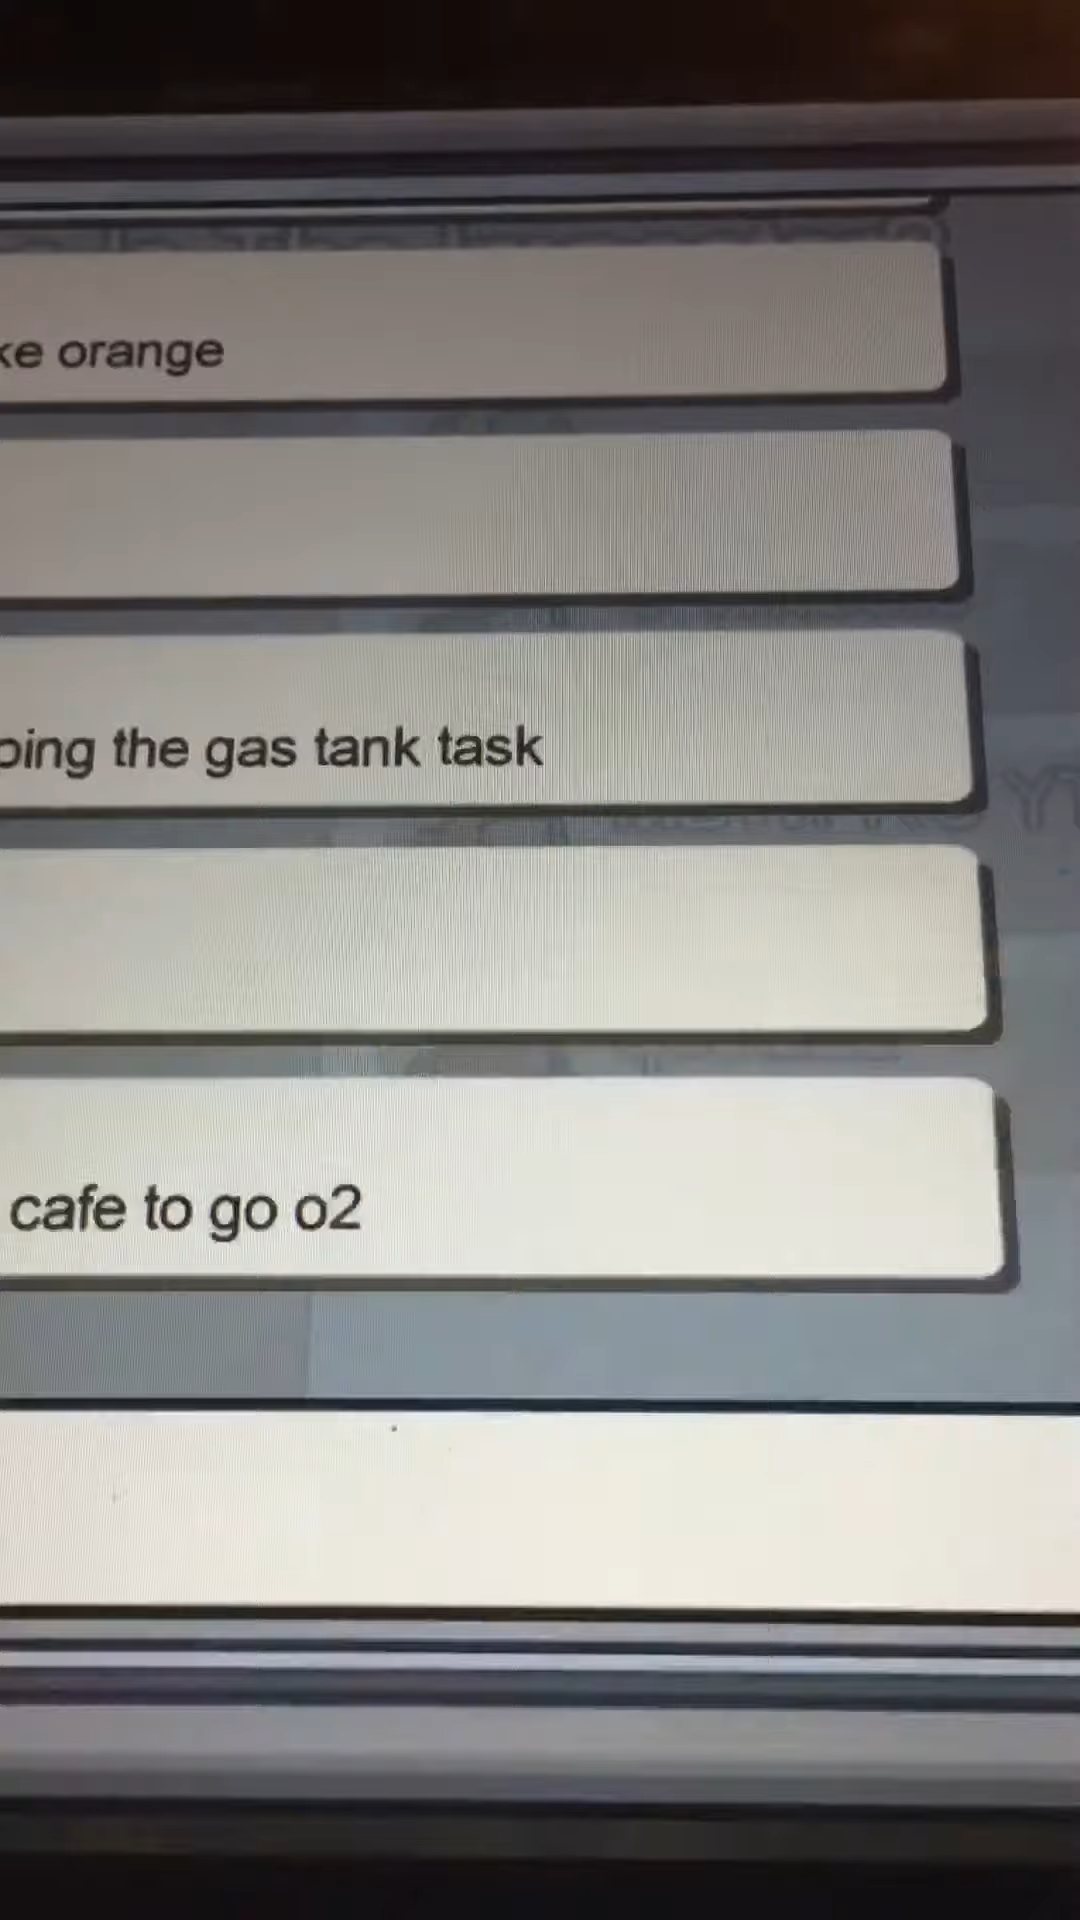 ke orange
ping the gas tank task
cafe to go o2